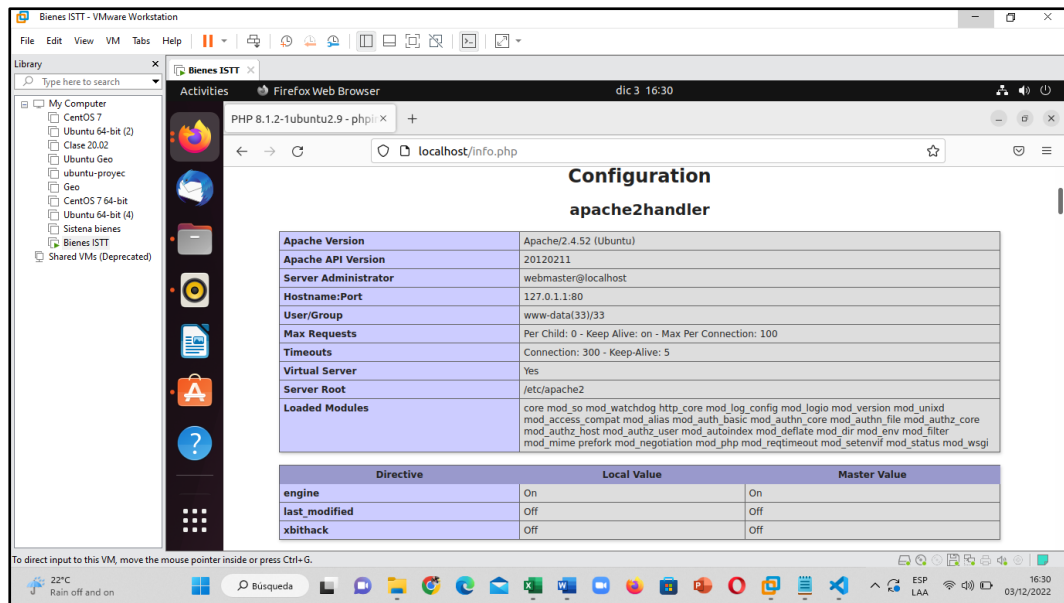 Bienes ISTT - VMware Workstation
File Edit View VM Tabs Help
Library
Type here to search
My Computer
CentOS 7
Ubuntu 64-bit (2)
Clase 20.02
Ubuntu Geo
ubuntu-proyec
Geo
CentOS 7 64-bit
Ubuntu 64-bit (4)
Sistena bienes
Bienes ISTT
Shared VMs (Deprecated)
Bienes ISTT
Activities Firefox Web Browser dic 3 16:30
PHP 8.1.2-1ubuntu2.9 - phpi
localhost/info.php
Configuration
apache2handler
Apache Version Apache/2.4.52 (Ubuntu)
Apache API Version 20120211
Server Administrator webmaster@localhost
Hostname:Port 127.0.1.1:80
User/Group www-data(33)/33
Max Requests Per Child: 0 - Keep Alive: on - Max Per Connection: 100
Timeouts Connection: 300 - Keep-Alive: 5
Virtual Server Yes
Server Root /etc/apache2
Loaded Modules core mod_so mod_watchdog http_core mod_log_config mod_logio mod_version mod_unixd
mod_access_compat mod_alias mod_auth_basic mod_authn_core mod_authn_file mod_authz_core
mod_authz_host mod_authz_user mod_autoindex mod_deflate mod_dir mod_env mod_filter
mod_mime prefork mod_negotiation mod_php mod_reqtimeout mod_setenvif mod_status mod_wsgi
Directive Local Value Master Value
engine On On
last_modified Off Off
xbithack Off Off
To direct input to this VM, move the mouse pointer inside or press Ctrl+G.
22°C
Rain off and on
Búsqueda
ESP
LAA
16:30
03/12/2022